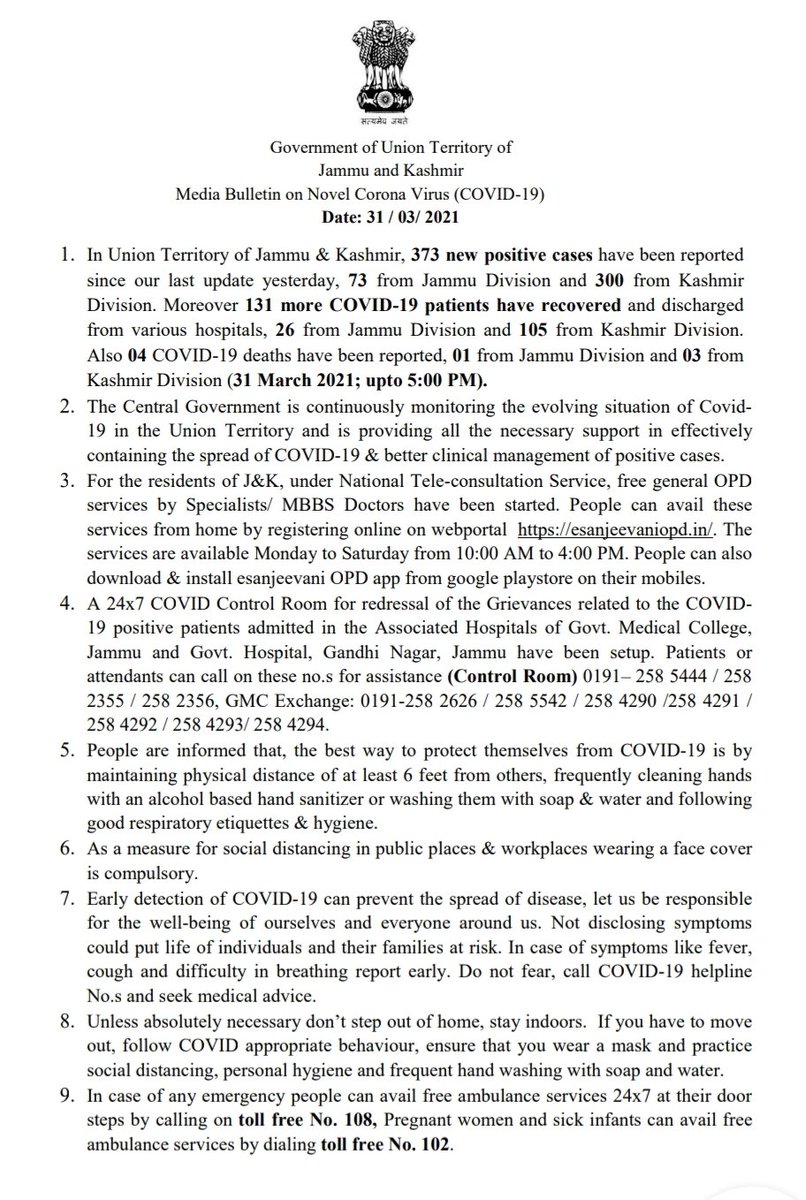 सत्यमेव जयते
Government of Union Territory of
Jammu and Kashmir
Media Bulletin on Novel Corona Virus (COVID-19)
Date: 31 / 03/ 2021
1. In Union Territory of Jammu & Kashmir, 373 new positive cases have been reported
since our last update yesterday, 73 from Jammu Division and 300 from Kashmir
Division. Moreover 131 more COVID-19 patients have recovered and discharged
from various hospitals, 26 from Jammu Division and 105 from Kashmir Division.
Also 04 COVID-19 deaths have been reported, 01 from Jammu Division and 03 from
Kashmir Division (31 March 2021; upto 5:00 PM).
2. The Central Government is continuously monitoring the evolving situation of Covid-
19 in the Union Territory and is providing all the necessary support in effectively
containing the spread of COVID-19 & better clinical management of positive cases.
3. For the residents of J&K, under National Tele-consultation Service, free general OPD
services by Specialists/ MBBS Doctors have been started. People can avail these
services from home by registering online on webportal https://esanjeevaniopd.in/. The
services are available Monday to Saturday from 10:00 AM to 4:00 PM. People can also
download & install esanjeevani OPD app from google playstore on their mobiles.
4. A 24x7 COVID Control Room for redressal of the Grievances related to the COVID-
19 positive patients admitted in the Associated Hospitals of Govt. Medical College,
Jammu and Govt. Hospital, Gandhi Nagar, Jammu have been setup. Patients or
attendants can call on these no.s for assistance (Control Room) 0191– 258 5444 / 258
2355 / 258 2356, GMC Exchange: 0191-258 2626 / 258 5542 / 258 4290 /258 4291 /
258 4292 / 258 4293/ 258 4294.
5. People are informed that, the best way to protect themselves from COVID-19 is by
maintaining physical distance of at least 6 feet from others, frequently cleaning hands
with an alcohol based hand sanitizer or washing them with soap & water and following
good respiratory etiquettes & hygiene.
6. As a measure for social distancing in public places & workplaces wearing a face cover
is compulsory.
7. Early detection of COVID-19 can prevent the spread of disease, let us be responsible
for the well-being of ourselves and everyone around us. Not disclosing symptoms
could put life of individuals and their families at risk. In case of symptoms like fever,
cough and difficulty in breathing report early. Do not fear, call COVID-19 helpline
No.s and seek medical advice.
8. Unless absolutely necessary don’t step out of home, stay indoors. If you have to move
out, follow COVID appropriate behaviour, ensure that you wear a mask and practice
social distancing, personal hygiene and frequent hand washing with soap and water.
9. In case of any emergency people can avail free ambulance services 24x7 at their door
steps by calling on toll free No. 108, Pregnant women and sick infants can avail free
ambulance services by dialing toll free No. 102.